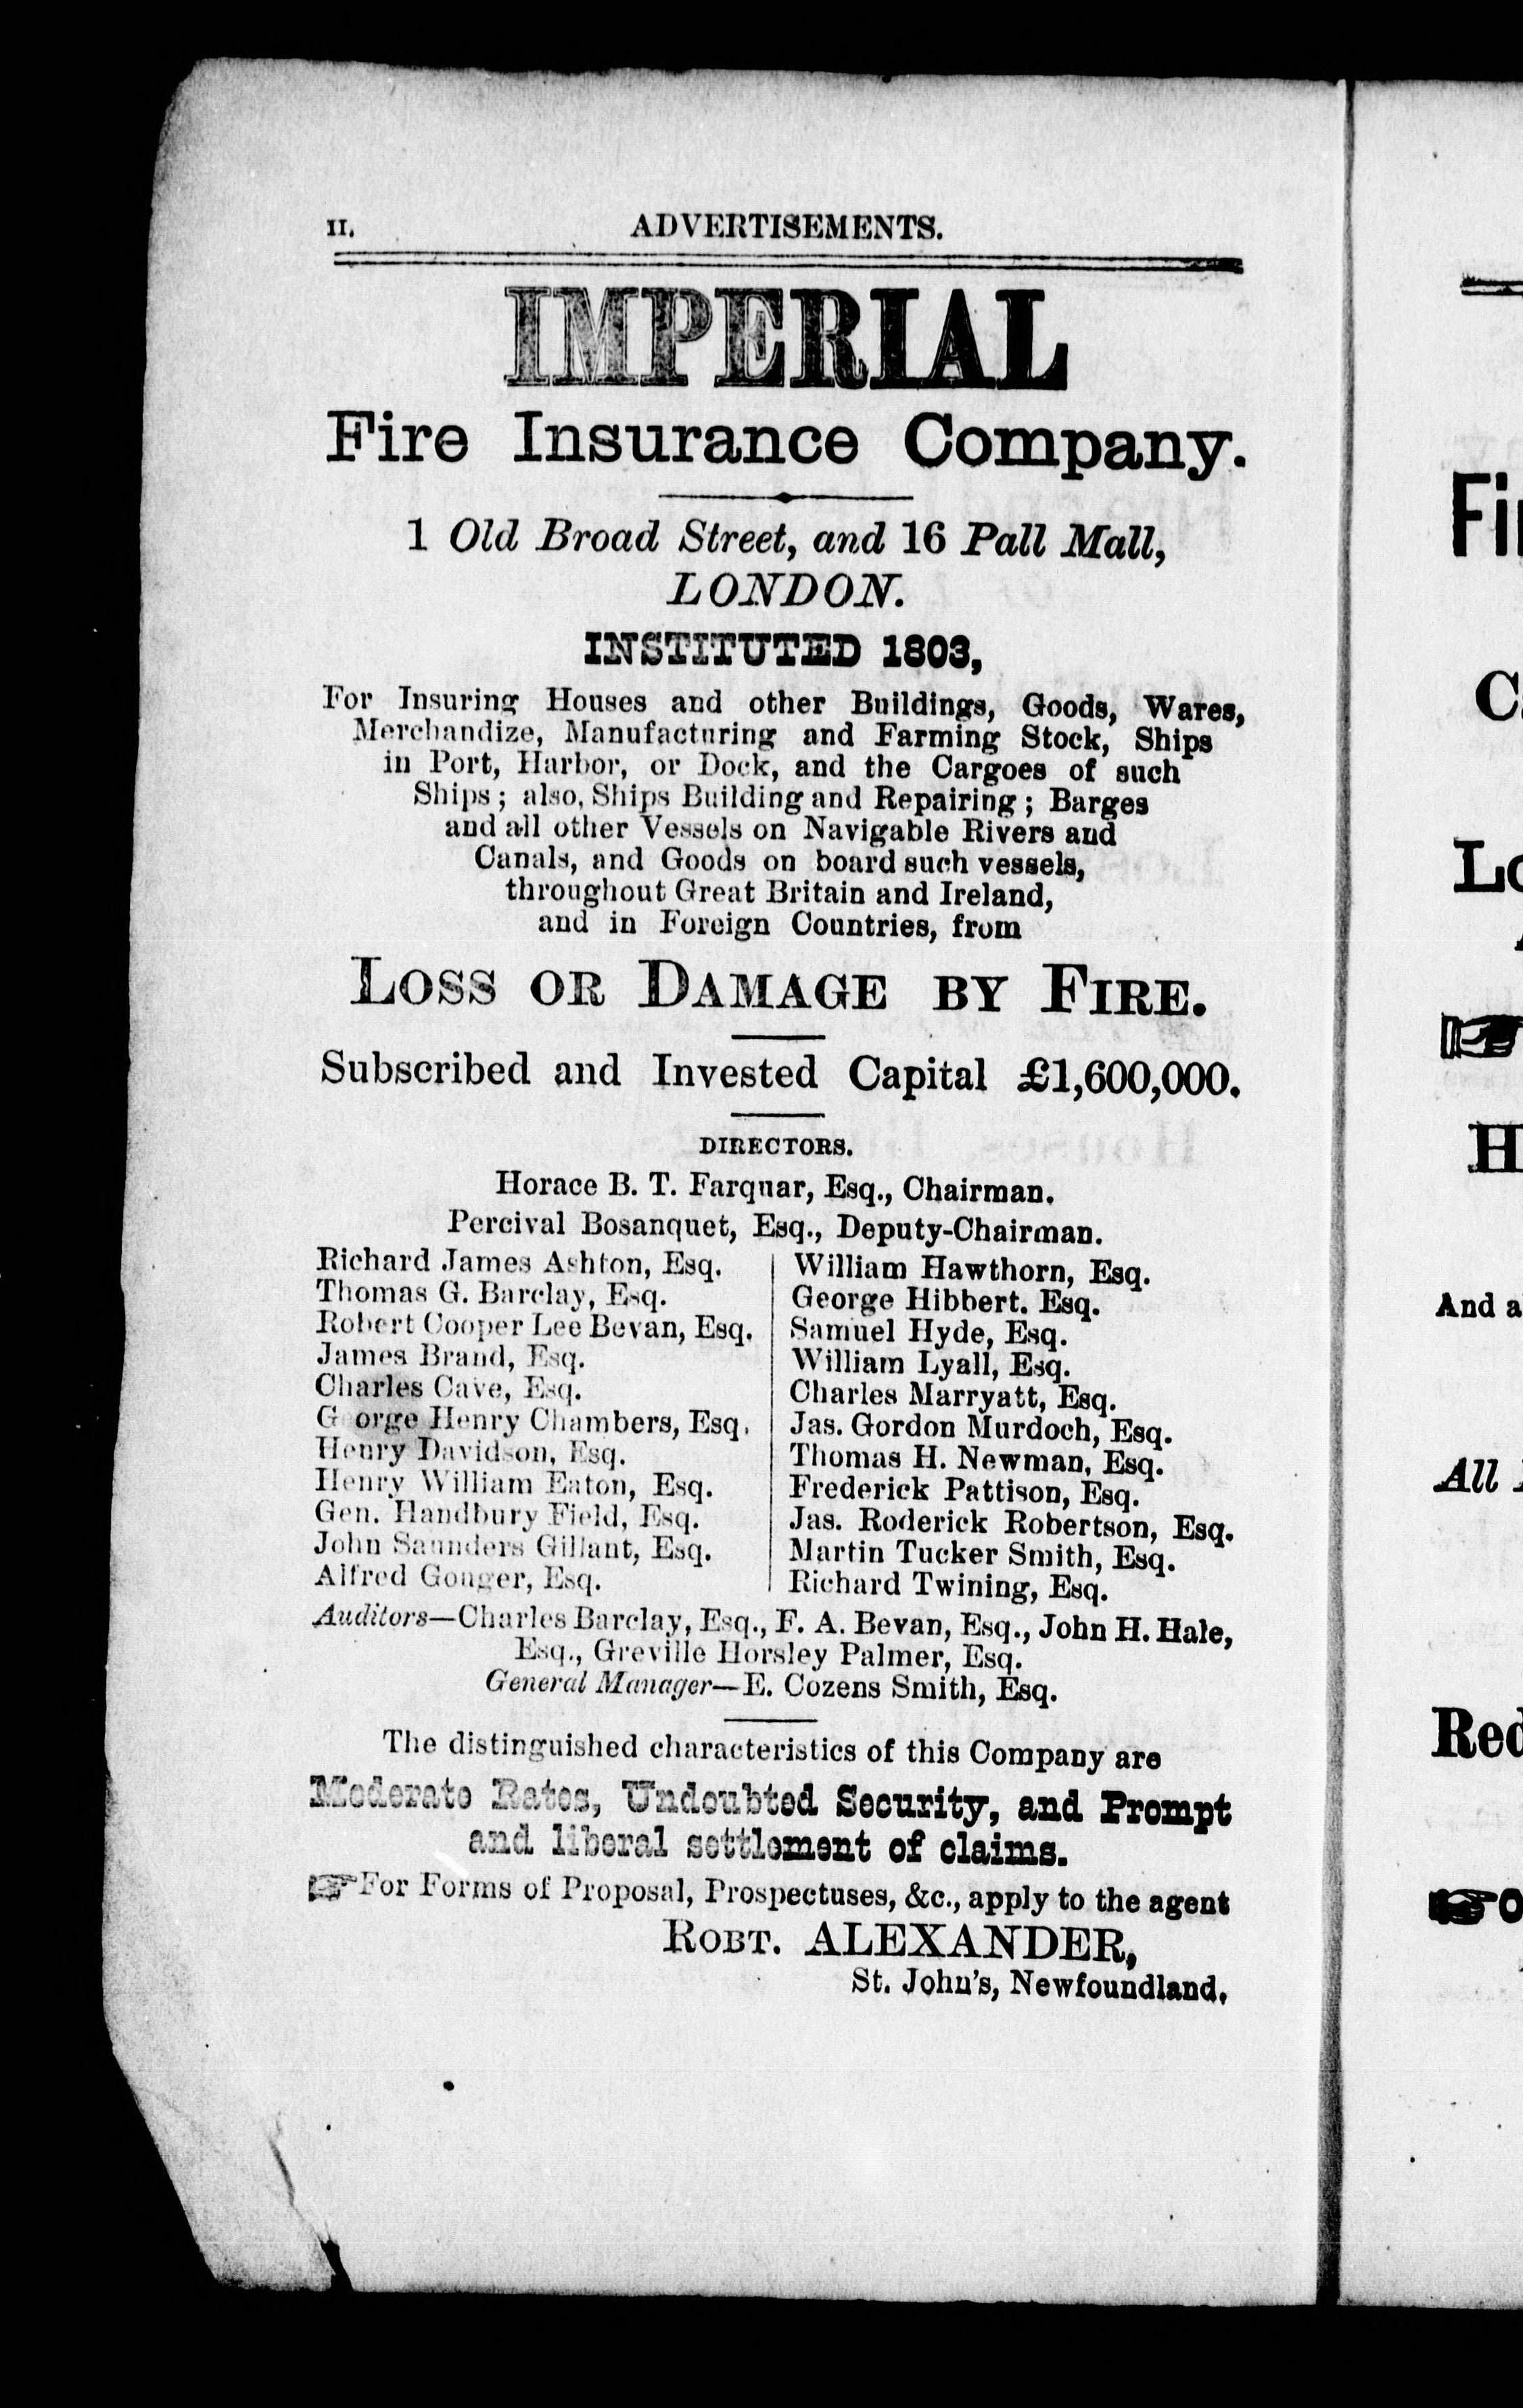 II. ADVERTISEMENTS.
IMPERIAL
Fire Insurance Company.
1 Old Broad Street, and 16 Pall Mall,
LONDON.
INSTITUTED 1803,
For Insuring Houses and other Buildings, Goods, Wares,
Merchandize, Manufacturing and Farming Stock, Ships
in Port, Harbor, or Dock, and the Cargoes of such
Ships; also, Ships Building and Repairing; Barges
and all other Vessels on Navigable Rivers and
Canals, and Goods on board such vessels,
throughout Great Britain and Ireland,
and in Foreign Countries, from
LOSS OR DAMAGE BY FIRE.
Subscribed and Invested Capital £1,600,000.
DIRECTORS.
Horace B. T. Farquar, Esq., Chairman.
Percival Bosanquet, Esq., Deputy-Chairman.
Richard James Ashton, Esq.
Thomas G. Barclay, Esq.
Robert Cooper Lee Bevan, Esq.
James Brand, Esq.
Charles Cave, Esq.
G orge Henry Chambers, Esq.
Henry Davidson, Esq.
Henry William Eaton, Esq.
Gen. Handbury Field, Esq.
John Saunders Gillant, Esq.
Alfred Gonger, Esq.
William Hawthorn, Esq.
George Hibbert. Esq.
Samuel Hyde, Esq.
William Lyall, Esq.
Charles Marryatt, Esq.
Jas. Gordon Murdoch, Esq.
Thomas H. Newman, Esq.
Frederick Pattison, Esq.
Jas. Roderick Robertson, Esq.
Martin Tucker Smith, Esq.
Richard Twining, Esq.
Auditors—Charles Barclay, Esq., F. A. Bevan, Esq., John H. Hale,
Esq., Greville Horsley Palmer, Esq.
General Manager—E. Cozens Smith, Esq.
The distinguished characteristics of this Company are
Moderate Rates, Undoubted Security, and Prompt
and liberal settlement of claims.
☞For Forms of Proposal, Prospectuses, &c., apply to the agent
ROBT. ALEXANDER,
St. John's, Newfoundland.
Fi
C
Lo
H
And a
All
Red
☞O